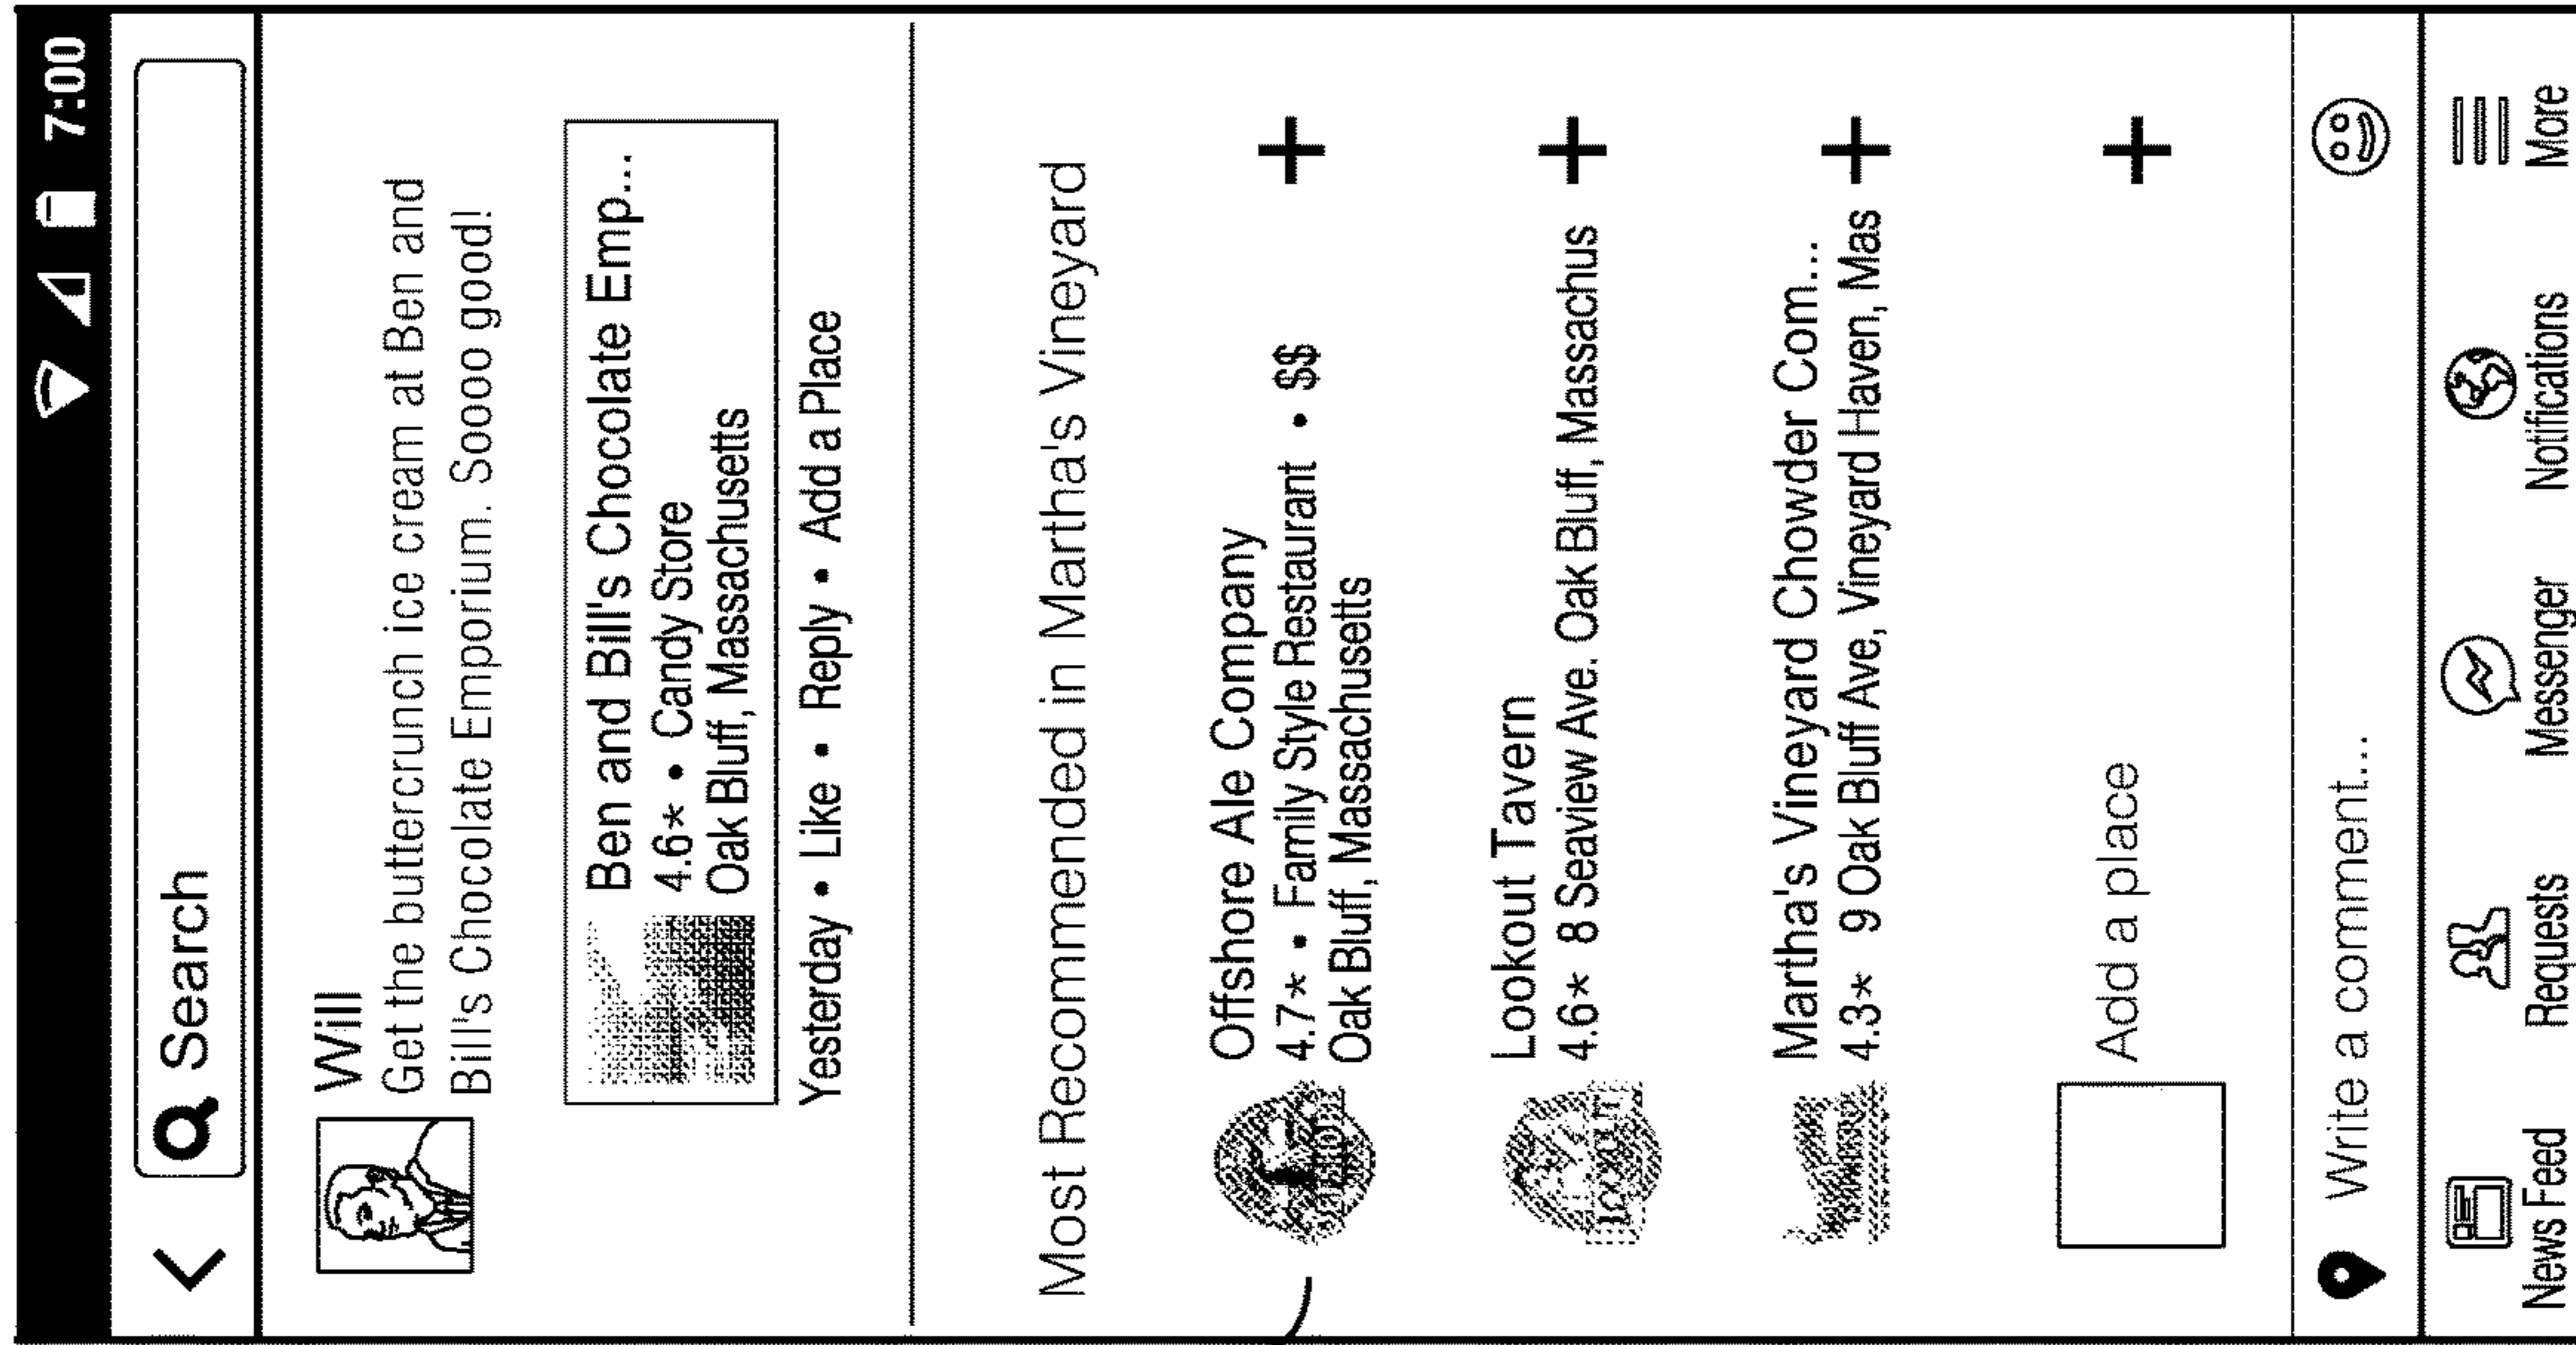 7:00
Search
Will
Get the buttercrunch ice cream at Ben and
Bill's Chocolate Emporium. Soooo good!
Ben and Bill's Chocolate Emp...
4.6* • Candy Store
Oak Bluff, Massachusetts
Yesterday • Like • Reply • Add a Place
Most Recommended in Martha's Vineyard
Offshore Ale Company
4.7* • Family Style Restaurant • $$
Oak Bluff, Massachusetts
Lookout Tavern
4.6* 8 Seaview Ave. Oak Bluff, Massachus
Martha's Vineyard Chowder Com...
4.3* 9 Oak Bluff Ave, Vineyard Haven, Mas
Add a place
Write a comment...
News Feed Requests Messenger Notifications More